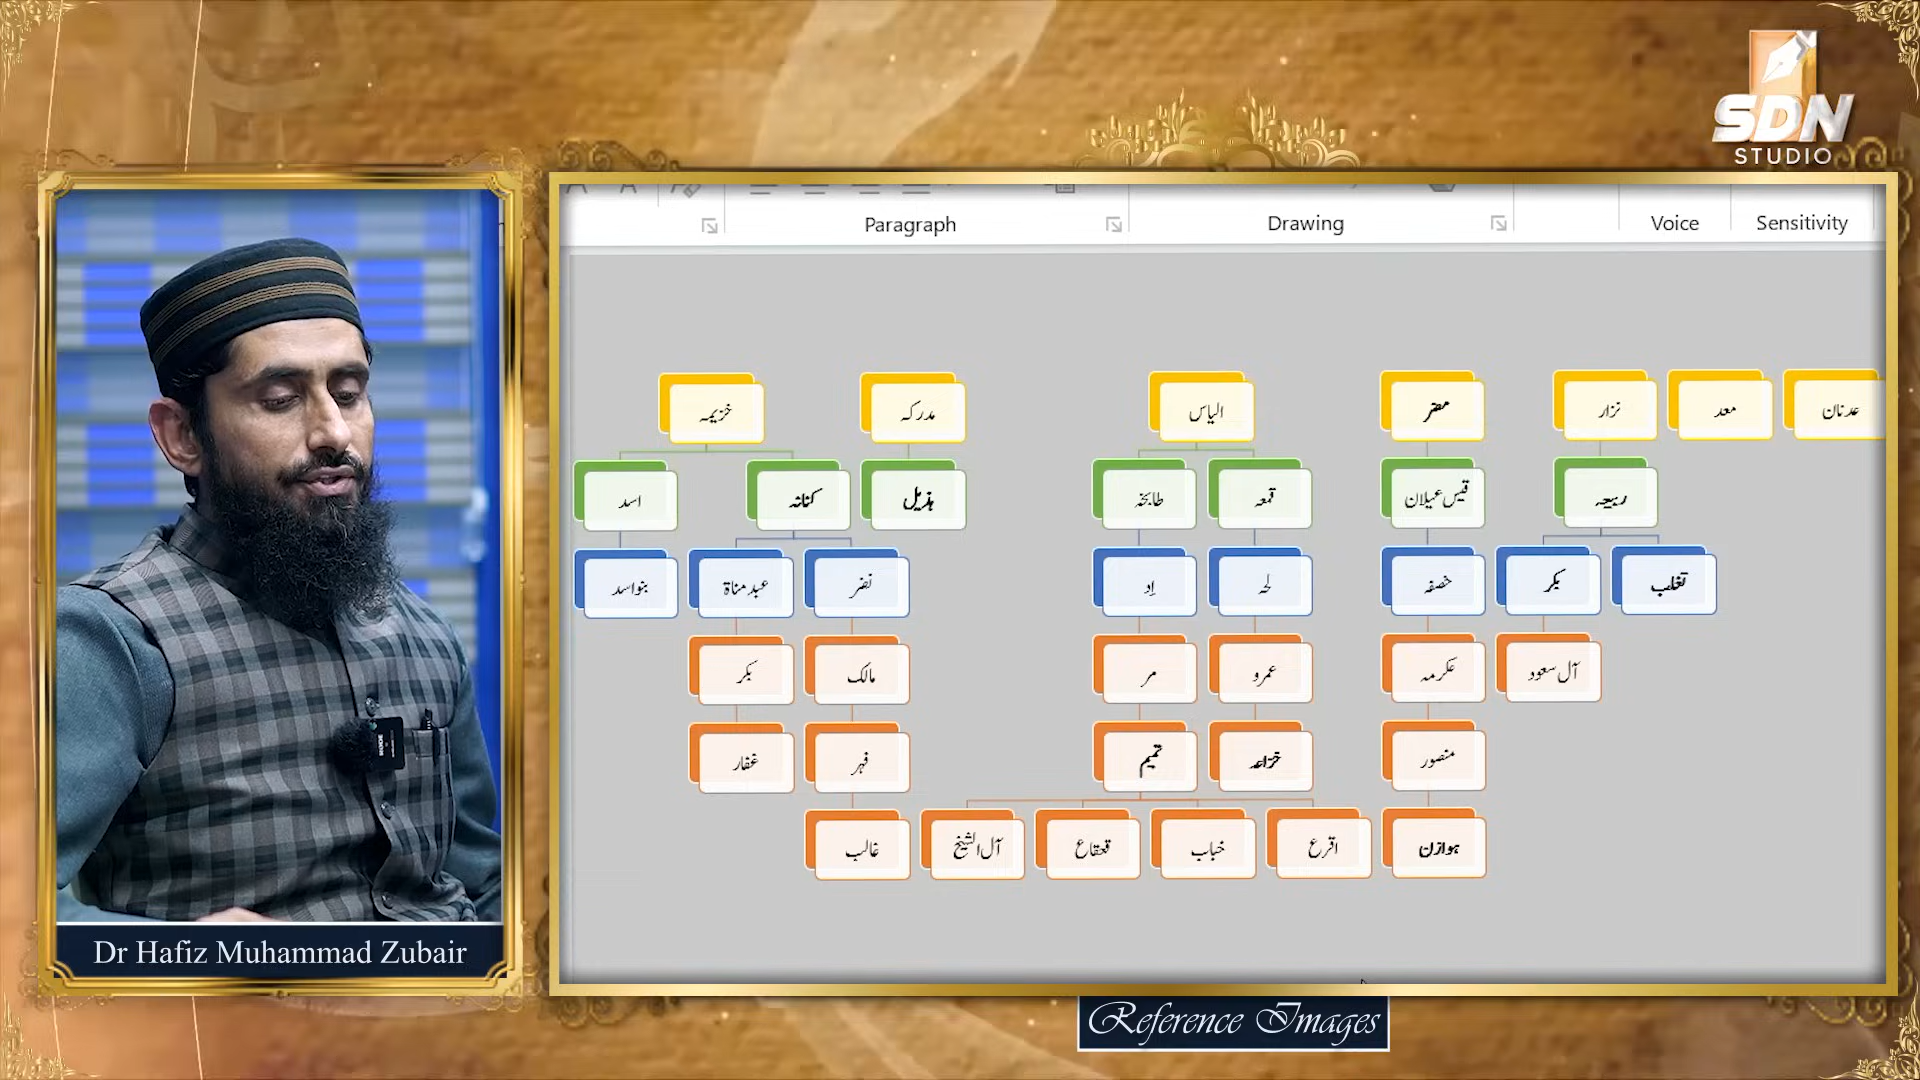 SDN
STUDIO
Paragraph
Drawing
Voice
Sensitivity
عدنان
معد
نزار
مضر
الیاس
مدرکہ
خزیمہ
ربیعہ
قیس عیلان
قمعہ
طابخہ
ہذیل
کنانہ
اسد
تغلب
بکر
خصفہ
لحہ
اِد
نضر
عبد مناۃ
بنو اسد
آل سعود
عکرمہ
عمرو
مر
مالک
بکر
منصور
خزاعہ
تمیم
فہر
غفار
ہوازن
اقرع
خباب
قعقاع
آل الشیخ
غالب
Dr Hafiz Muhammad Zubair
Reference Images